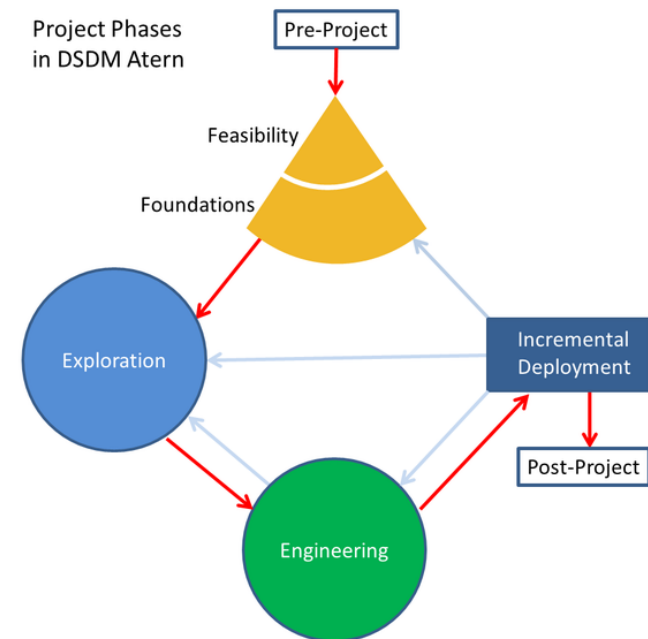 Project Phases
in DSDM Atern
Pre-Project
Feasibility
Foundations
Exploration
Incremental
Deployment
Post-Project
Engineering